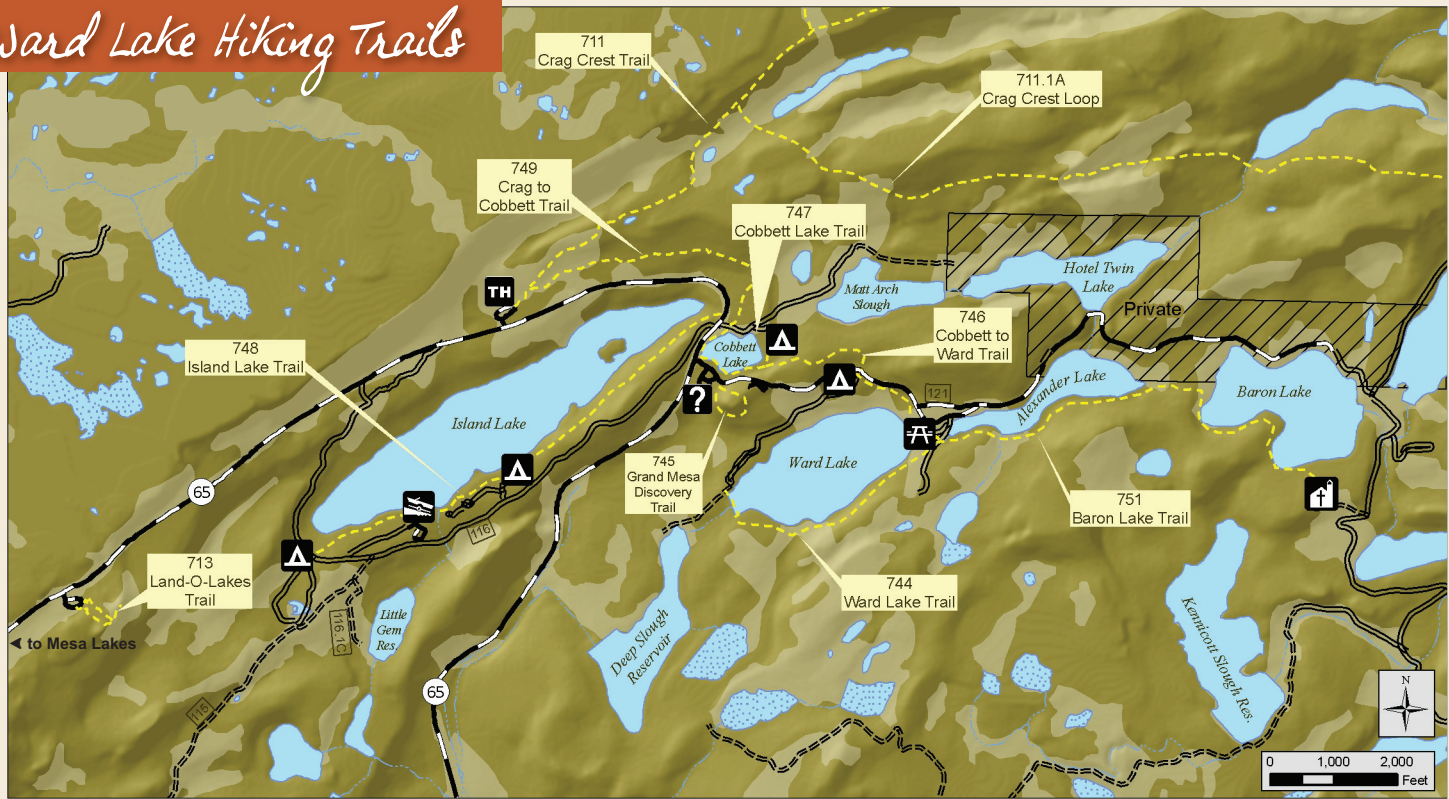 Ward Lake Hiking Trails
711
Crag Crest Trail
711.1A
Crag Crest Loop
749
Crag to
Cobbett Trail
747
Cobbett Lake Trail
TH
Hotel Twin
Lake
Matt Arch
Slough
Private
746
Cobbett to
Ward Trail
748
Island Lake Trail
Cobbett
Lake
?
121
Alexander Lake
Baron Lake
Island Lake
Ward Lake
65
745
Grand Mesa
Discovery
Trail
751
Baron Lake Trail
116
713
Land-O-Lakes
Trail
744
Ward Lake Trail
Little
Gem
Res.
116.1C
to Mesa Lakes
Deep Slough
Reservoir
Kennicott Slough Res.
65
115
N
0 1,000 2,000
Feet